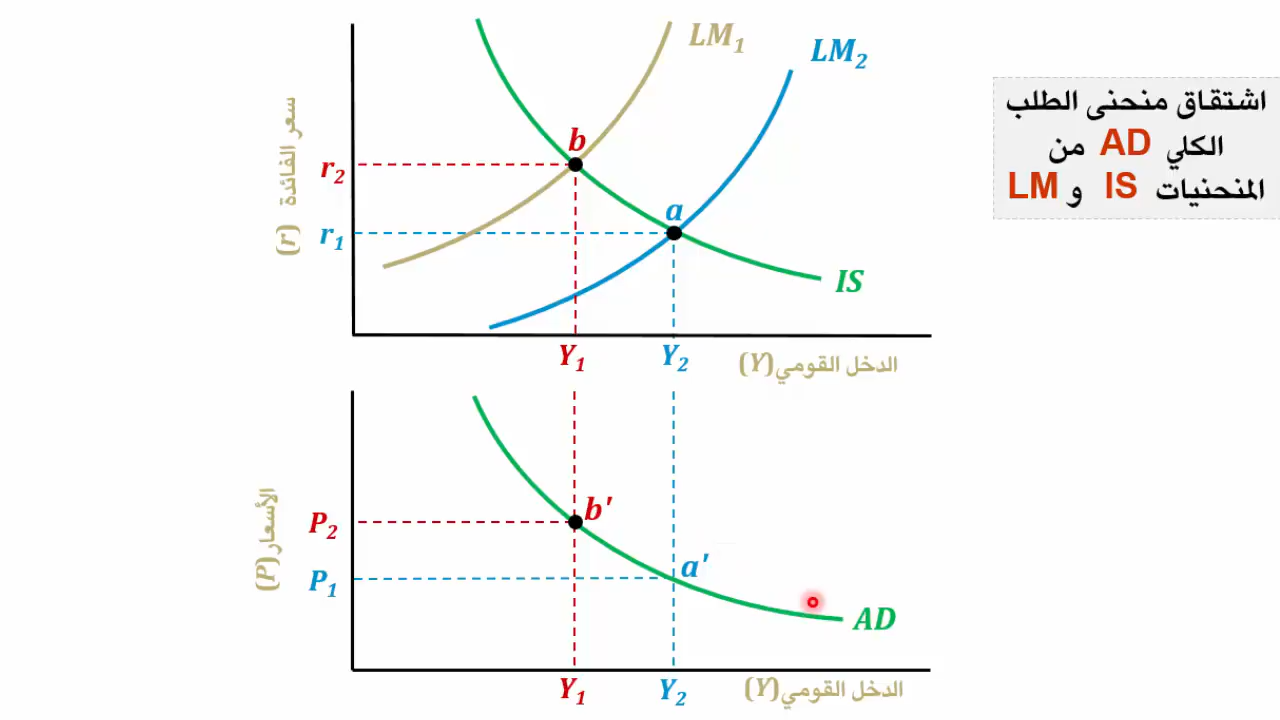 اشتقاق منحنى الطلب
الكلي AD من
المنحنيات IS و LM
LM1
LM2
سعر الفائدة (r)
b
r2
a
r1
IS
Y1
Y2
الدخل القومي (Y)
الأسعار (P)
b'
P2
a'
P1
AD
Y1
Y2
الدخل القومي (Y)